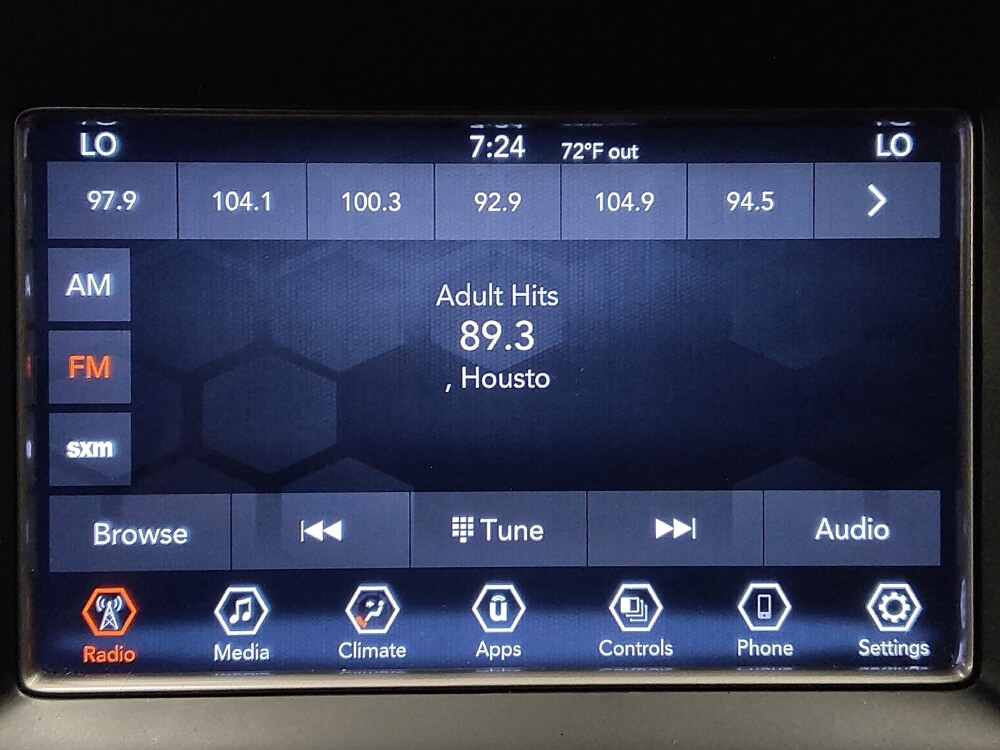 LO 7:24 72°F out LO
97.9 104.1 100.3 92.9 104.9 94.5
AM
Adult Hits
89.3
FM
, Housto
sxm
Browse Tune Audio
Radio Media Climate Apps Controls Phone Settings